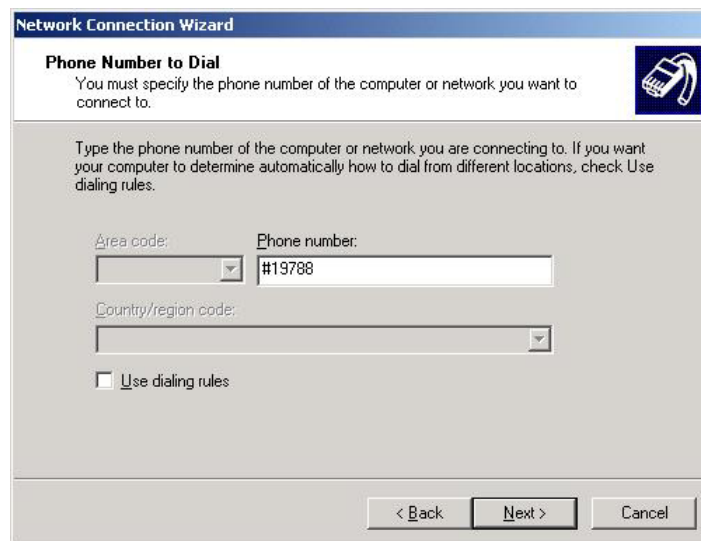 Network Connection Wizard
Phone Number to Dial
You must specify the phone number of the computer or network you want to
connect to.
Type the phone number of the computer or network you are connecting to. If you want
your computer to determine automatically how to dial from different locations, check Use
dialing rules.
Area code: Phone number:
#19788
Country/region code:
Use dialing rules
< Back Next > Cancel